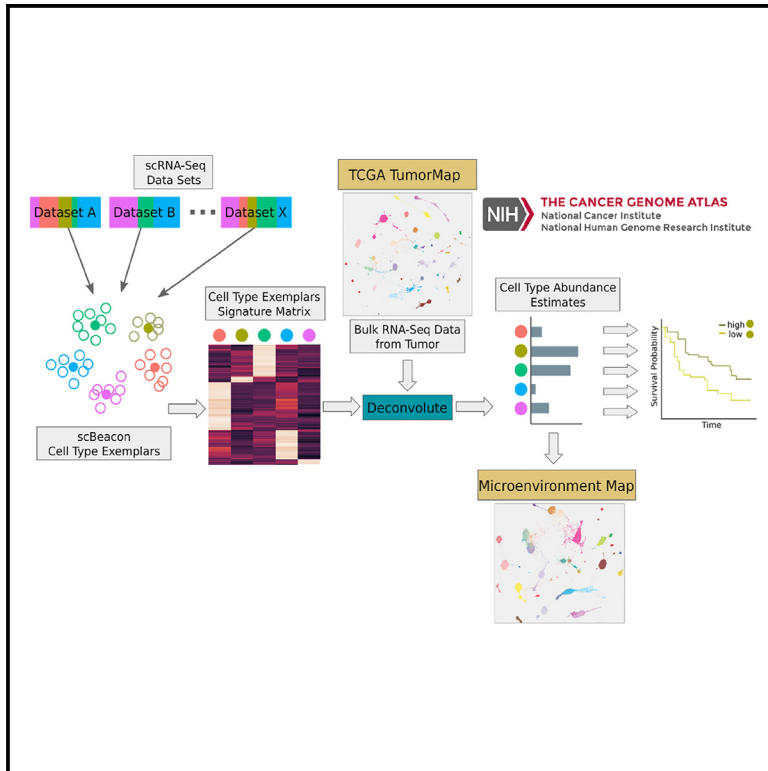 scRNA-Seq
Data Sets
Dataset A
Dataset B
Dataset X
TCGA TumorMap
NIH
THE CANCER GENOME ATLAS
National Cancer Institute
National Human Genome Research Institute
Cell Type Exemplars
Signature Matrix
Bulk RNA-Seq Data
from Tumor
Cell Type Abundance
Estimates
high
low
Survival Probability
Time
Deconvolute
scBeacon
Cell Type Exemplars
Microenvironment Map